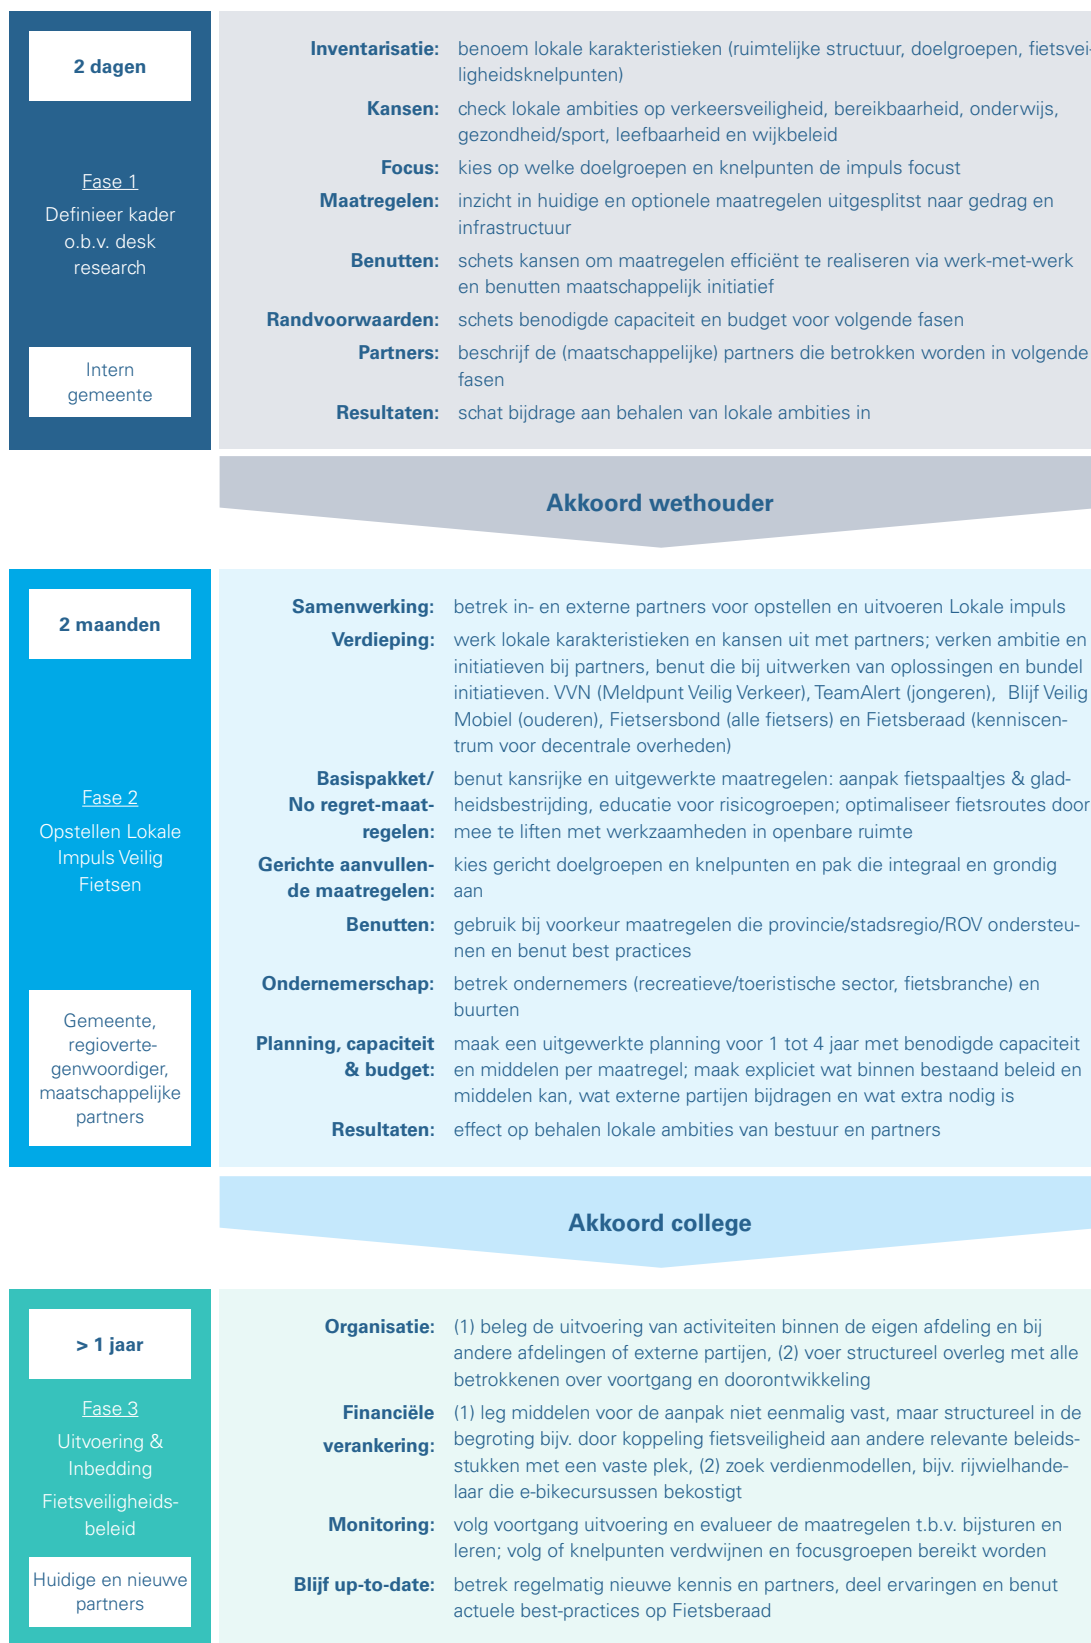 2 dagen
Fase 1
Definieer kader
o.b.v. desk
research
Intern
gemeente
Inventarisatie: benoem lokale karakteristieken (ruimtelijke structuur, doelgroepen, fietsvei-
ligheidsknelpunten)
Kansen: check lokale ambities op verkeersveiligheid, bereikbaarheid, onderwijs,
gezondheid/sport, leefbaarheid en wijkbeleid
Focus: kies op welke doelgroepen en knelpunten de impuls focust
Maatregelen: inzicht in huidige en optionele maatregelen uitgesplitst naar gedrag en
infrastructuur
Benutten: schets kansen om maatregelen efficiënt te realiseren via werk-met-werk
en benutten maatschappelijk initiatief
Randvoorwaarden: schets benodigde capaciteit en budget voor volgende fasen
Partners: beschrijf de (maatschappelijke) partners die betrokken worden in volgende
fasen
Resultaten: schat bijdrage aan behalen van lokale ambities in
Akkoord wethouder
2 maanden
Fase 2
Opstellen Lokale
Impuls Veilig
Fietsen
Gemeente,
regioverte-
genwoordiger,
maatschappelijke
partners
Samenwerking: betrek in- en externe partners voor opstellen en uitvoeren Lokale impuls
Verdieping: werk lokale karakteristieken en kansen uit met partners; verken ambitie en
initiatieven bij partners, benut die bij uitwerken van oplossingen en bundel
initiatieven. VVN (Meldpunt Veilig Verkeer), TeamAlert (jongeren), Blijf Veilig
Mobiel (ouderen), Fietsersbond (alle fietsers) en Fietsberaad (kenniscen-
trum voor decentrale overheden)
Basispakket/ benut kansrijke en uitgewerkte maatregelen: aanpak fietspaaltjes & glad-
No regret-maat- heidsbestrijding, educatie voor risicogroepen; optimaliseer fietsroutes door
regelen: mee te liften met werkzaamheden in openbare ruimte
Gerichte aanvullen- kies gericht doelgroepen en knelpunten en pak die integraal en grondig
de maatregelen: aan
Benutten: gebruik bij voorkeur maatregelen die provincie/stadsregio/ROV ondersteu-
nen en benut best practices
Ondernemerschap: betrek ondernemers (recreatieve/toeristische sector, fietsbranche) en
buurten
Planning, capaciteit maak een uitgewerkte planning voor 1 tot 4 jaar met benodigde capaciteit
& budget: en middelen per maatregel; maak expliciet wat binnen bestaand beleid en
middelen kan, wat externe partijen bijdragen en wat extra nodig is
Resultaten: effect op behalen lokale ambities van bestuur en partners
Akkoord college
> 1 jaar
Fase 3
Uitvoering &
Inbedding
Fietsveiligheids-
beleid
Huidige en nieuwe
partners
Organisatie: (1) beleg de uitvoering van activiteiten binnen de eigen afdeling en bij
andere afdelingen of externe partijen, (2) voer structureel overleg met alle
betrokkenen over voortgang en doorontwikkeling
Financiële (1) leg middelen voor de aanpak niet eenmalig vast, maar structureel in de
verankering: begroting bijv. door koppeling fietsveiligheid aan andere relevante beleids-
stukken met een vaste plek, (2) zoek verdienmodellen, bijv. rijwielhande-
laar die e-bikecursussen bekostigt
Monitoring: volg voortgang uitvoering en evalueer de maatregelen t.b.v. bijsturen en
leren; volg of knelpunten verdwijnen en focusgroepen bereikt worden
Blijf up-to-date: betrek regelmatig nieuwe kennis en partners, deel ervaringen en benut
actuele best-practices op Fietsberaad